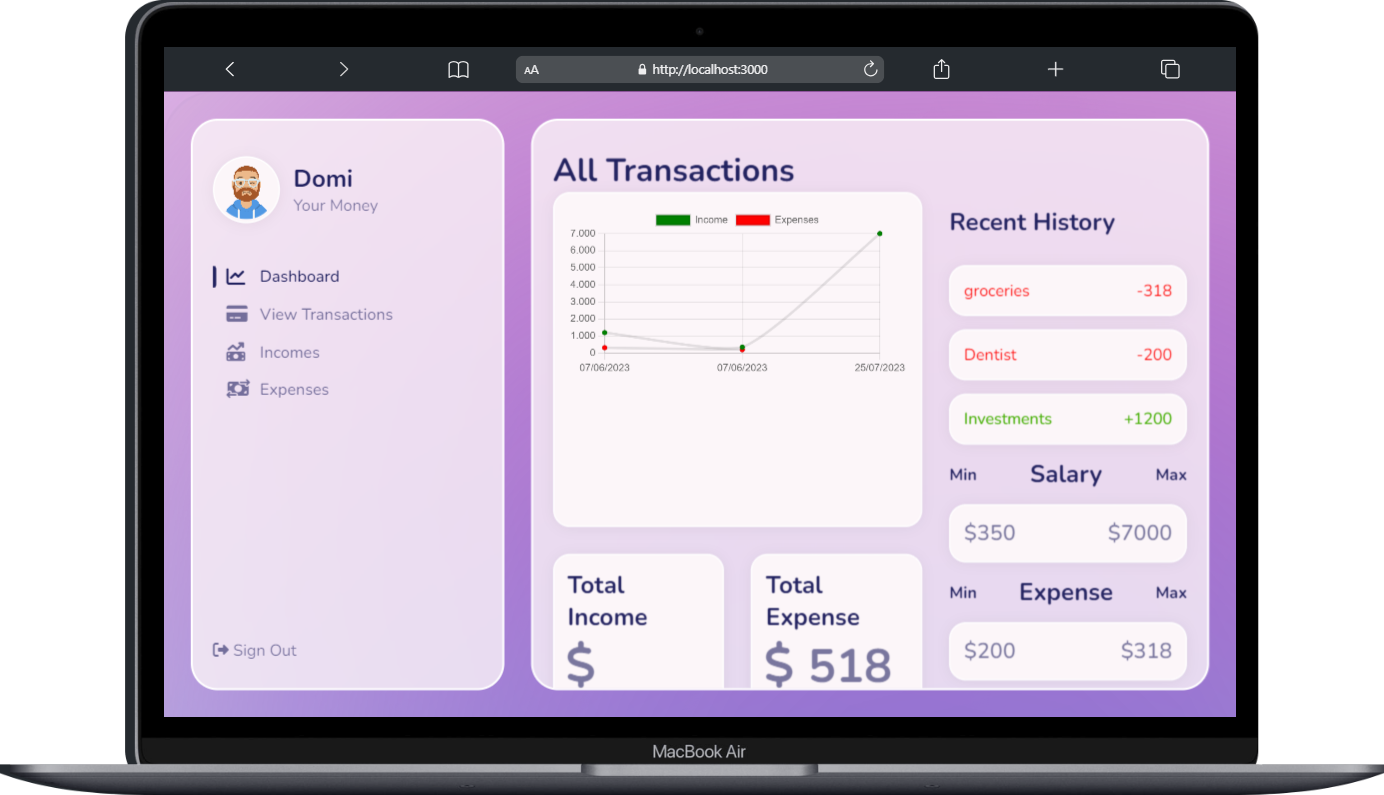 AA
http://localhost:3000
Domi
Your Money
Dashboard
View Transactions
Incomes
Expenses
Sign Out
All Transactions
Income Expenses
7.000
6.000
5.000
4.000
3.000
2.000
1.000
0
07/06/2023 07/06/2023 25/07/2023
Total
Income
$
Total
Expense
$ 518
Recent History
groceries -318
Dentist -200
Investments +1200
Min Salary Max
$350 $7000
Min Expense Max
$200 $318
MacBook Air